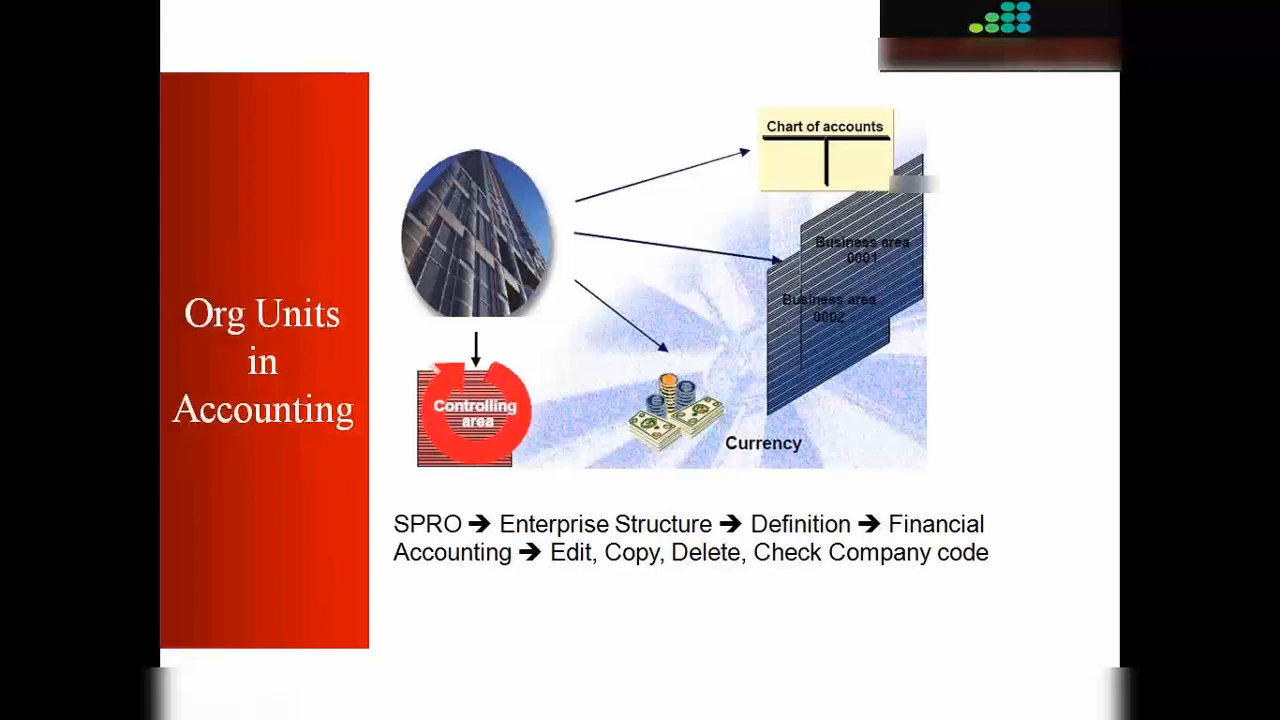 Org Units
in
Accounting
Chart of accounts
Business area
0001
Business area
0002
Controlling
area
Currency
SPRO ➔ Enterprise Structure ➔ Definition ➔ Financial
Accounting ➔ Edit, Copy, Delete, Check Company code